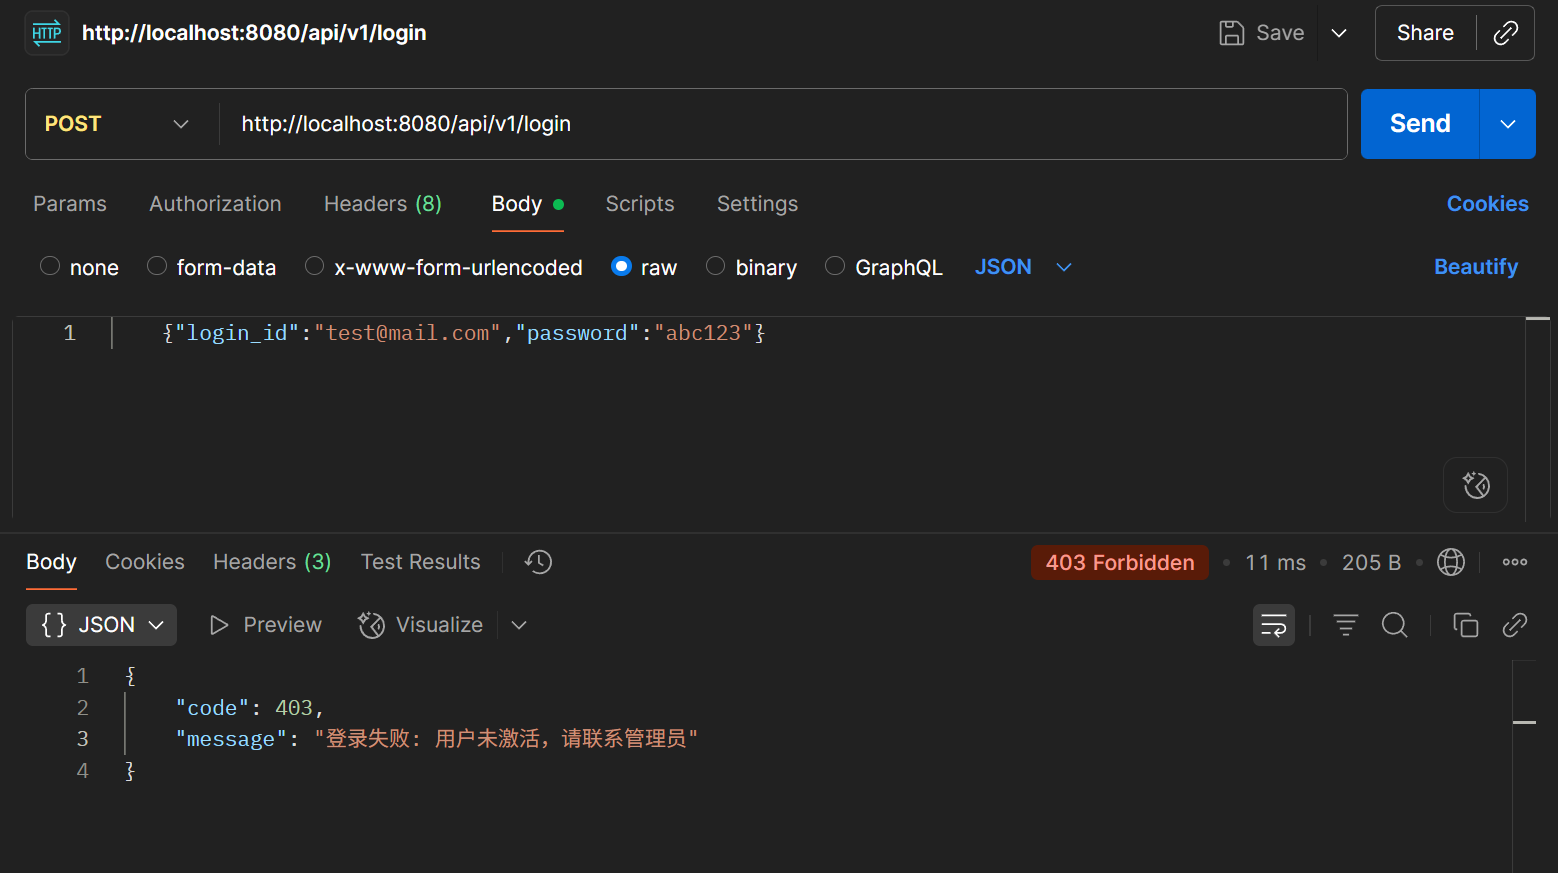 HTTP http://localhost:8080/api/v1/login Save Share
POST http://localhost:8080/api/v1/login Send
Params Authorization Headers (8) Body Scripts Settings Cookies
none form-data x-www-form-urlencoded raw binary GraphQL JSON Beautify
1 {"login_id":"test@mail.com","password":"abc123"}
Body Cookies Headers (3) Test Results 403 Forbidden • 11 ms • 205 B •
{} JSON Preview Visualize
1 {
2 "code": 403,
3 "message": "登录失败: 用户未激活，请联系管理员"
4 }